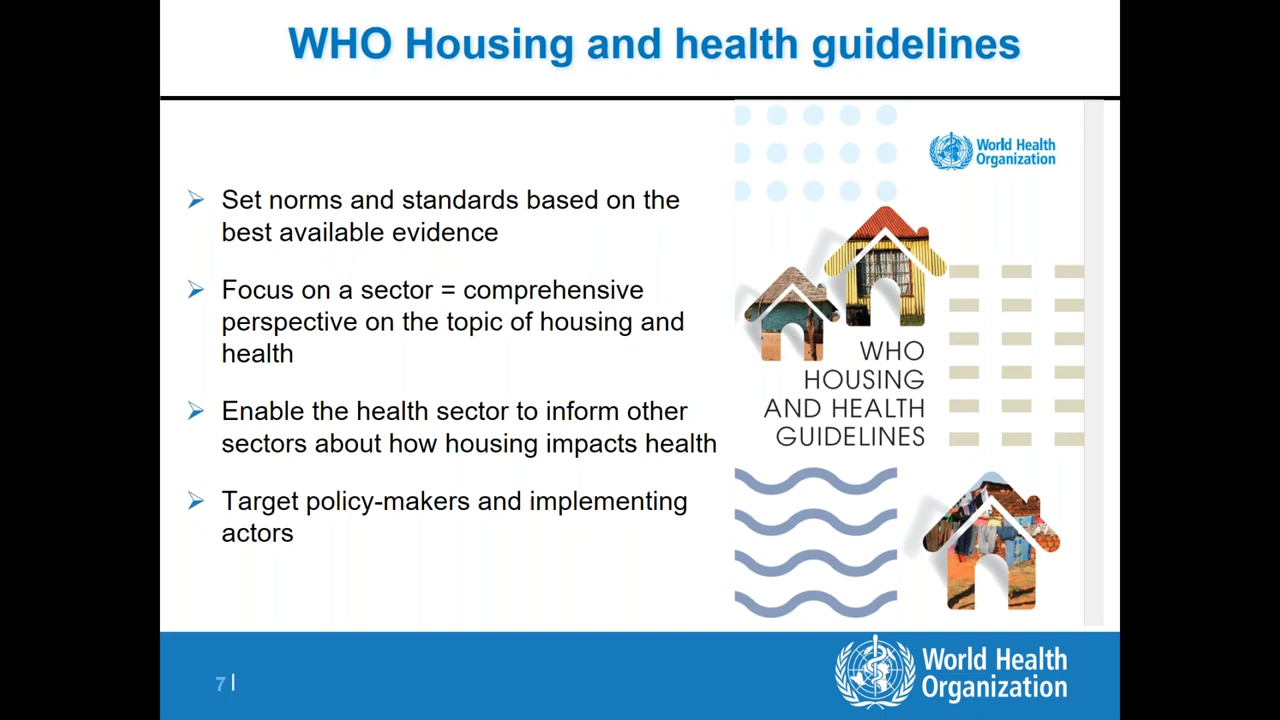 WHO Housing and health guidelines
World Health
Organization
Set norms and standards based on the
best available evidence
Focus on a sector = comprehensive
perspective on the topic of housing and
health
Enable the health sector to inform other
sectors about how housing impacts health
Target policy-makers and implementing
actors
WHO
HOUSING
AND HEALTH
GUIDELINES
7 |
World Health
Organization